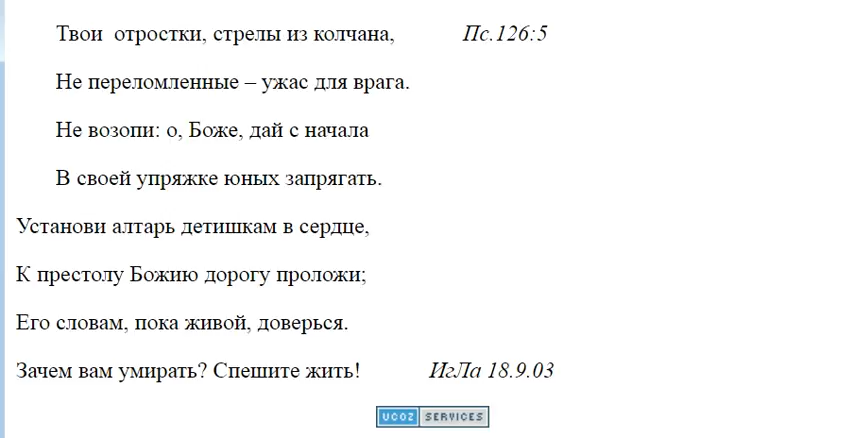 Твои отростки, стрелы из колчана, Пс.126:5
Не переломленные – ужас для врага.
Не возопи: о, Боже, дай с начала
В своей упряжке юных запрягать.
Установи алтарь детишкам в сердце,
К престолу Божию дорогу проложи;
Его словам, пока живой, доверься.
Зачем вам умирать? Спешите жить! ИгЛа 18.9.03
UCOZ SERVICES